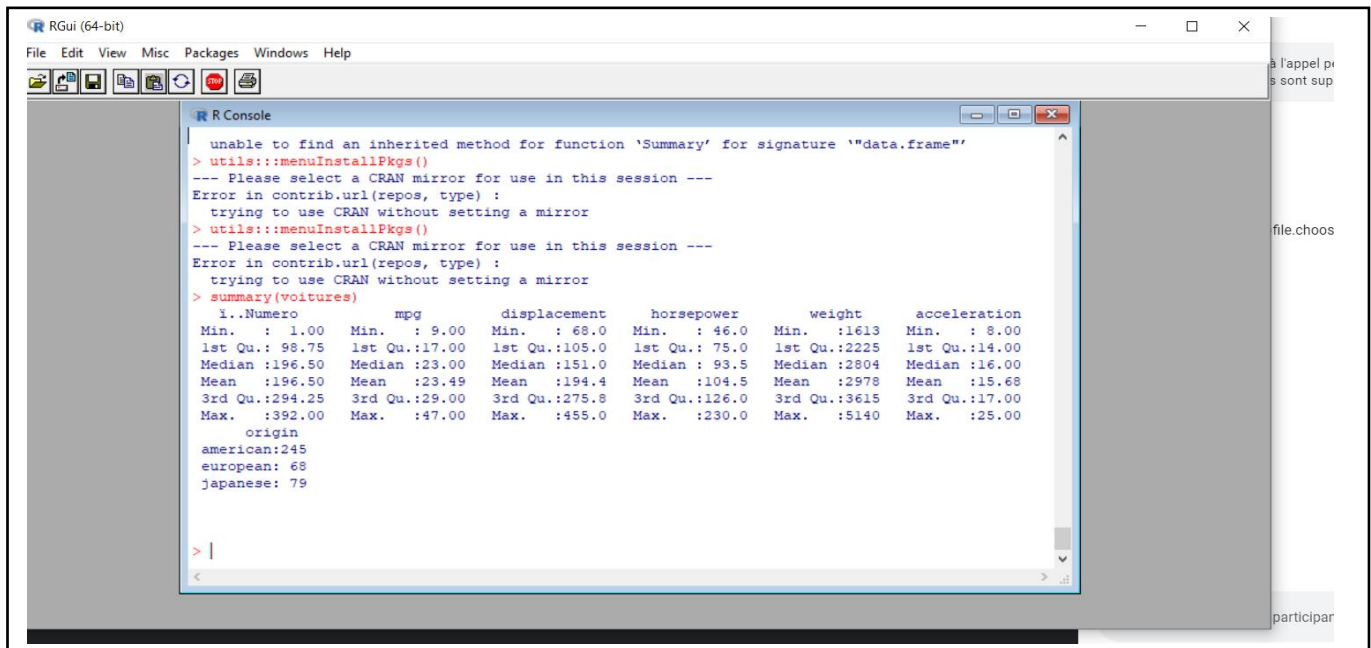 RGui (64-bit)
File Edit View Misc Packages Windows Help
STOP
R Console
unable to find an inherited method for function ‘Summary’ for signature ‘"data.frame"’
> utils:::menuInstallPkgs()
--- Please select a CRAN mirror for use in this session ---
Error in contrib.url(repos, type) :
trying to use CRAN without setting a mirror
> utils:::menuInstallPkgs()
--- Please select a CRAN mirror for use in this session ---
Error in contrib.url(repos, type) :
trying to use CRAN without setting a mirror
> summary(voitures)
ï..Numero mpg displacement horsepower weight acceleration
Min. : 1.00 Min. : 9.00 Min. : 68.0 Min. : 46.0 Min. :1613 Min. : 8.00
1st Qu.: 98.75 1st Qu.:17.00 1st Qu.:105.0 1st Qu.: 75.0 1st Qu.:2225 1st Qu.:14.00
Median :196.50 Median :23.00 Median :151.0 Median : 93.5 Median :2804 Median :16.00
Mean :196.50 Mean :23.49 Mean :194.4 Mean :104.5 Mean :2978 Mean :15.68
3rd Qu.:294.25 3rd Qu.:29.00 3rd Qu.:275.8 3rd Qu.:126.0 3rd Qu.:3615 3rd Qu.:17.00
Max. :392.00 Max. :47.00 Max. :455.0 Max. :230.0 Max. :5140 Max. :25.00
origin
american:245
european: 68
japanese: 79
>
à l'appel pe
s sont sup
file.choos
participan